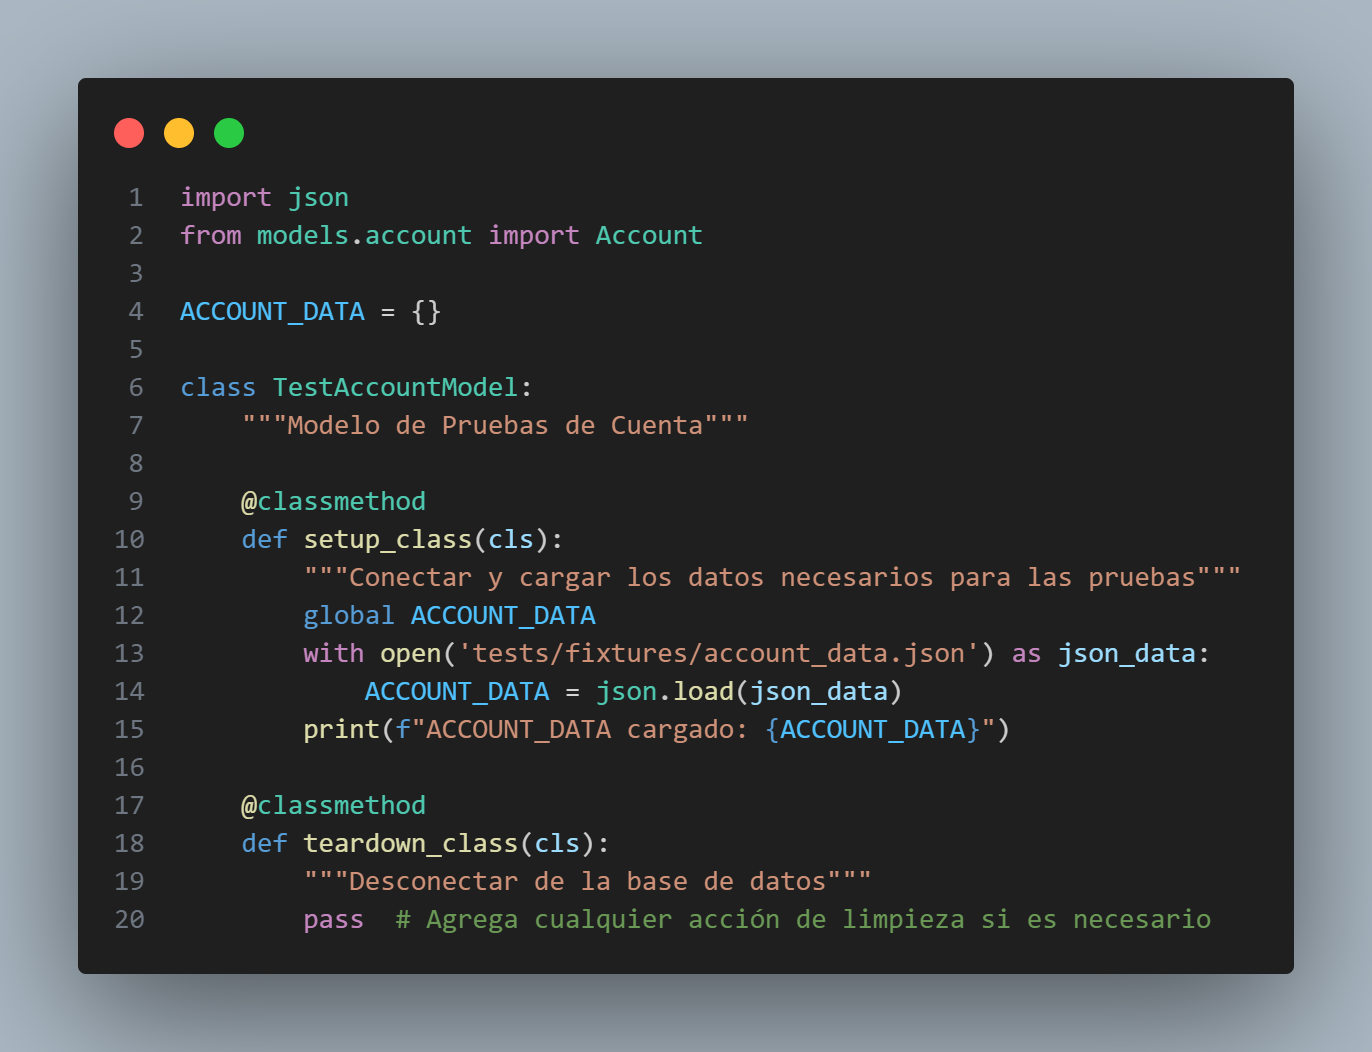 1 import json
2 from models.account import Account
3
4 ACCOUNT_DATA = {}
5
6 class TestAccountModel:
7     """Modelo de Pruebas de Cuenta"""
8
9     @classmethod
10     def setup_class(cls):
11         """Conectar y cargar los datos necesarios para las pruebas"""
12         global ACCOUNT_DATA
13         with open('tests/fixtures/account_data.json') as json_data:
14             ACCOUNT_DATA = json.load(json_data)
15         print(f"ACCOUNT_DATA cargado: {ACCOUNT_DATA}")
16
17     @classmethod
18     def teardown_class(cls):
19         """Desconectar de la base de datos"""
20         pass  # Agrega cualquier acción de limpieza si es necesario